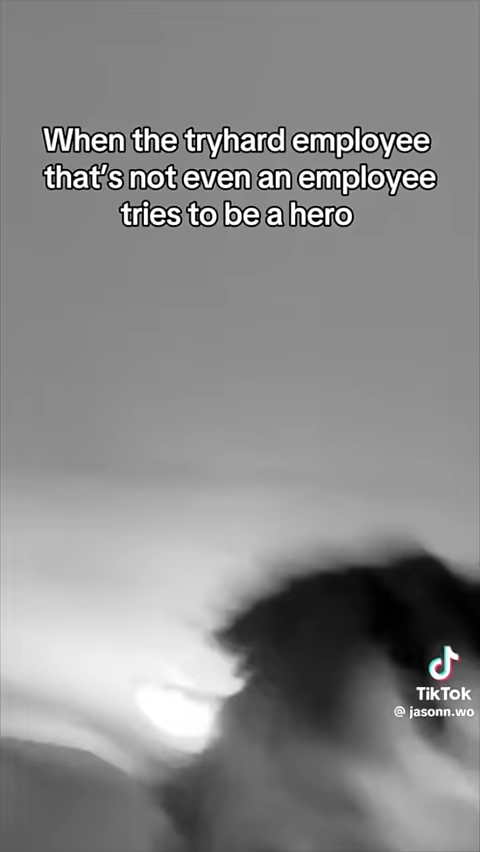 When the tryhard employee
that's not even an employee
tries to be a hero
TikTok
@ jasonn.wo